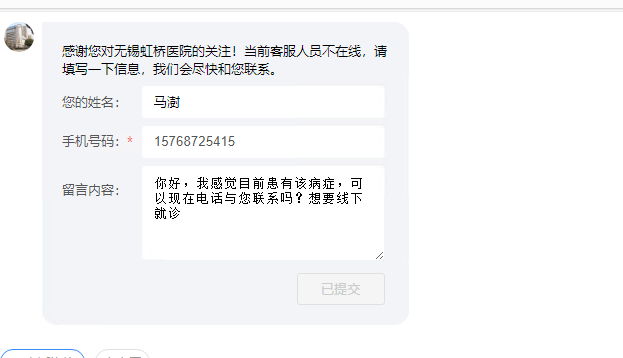 感谢您对无锡虹桥医院的关注！当前客服人员不在线，请
填写一下信息，我们会尽快和您联系。
您的姓名： 马澍
手机号码：* 15768725415
留言内容： 你好，我感觉目前患有该病症，可
以现在电话与您联系吗？想要线下
就诊
已提交